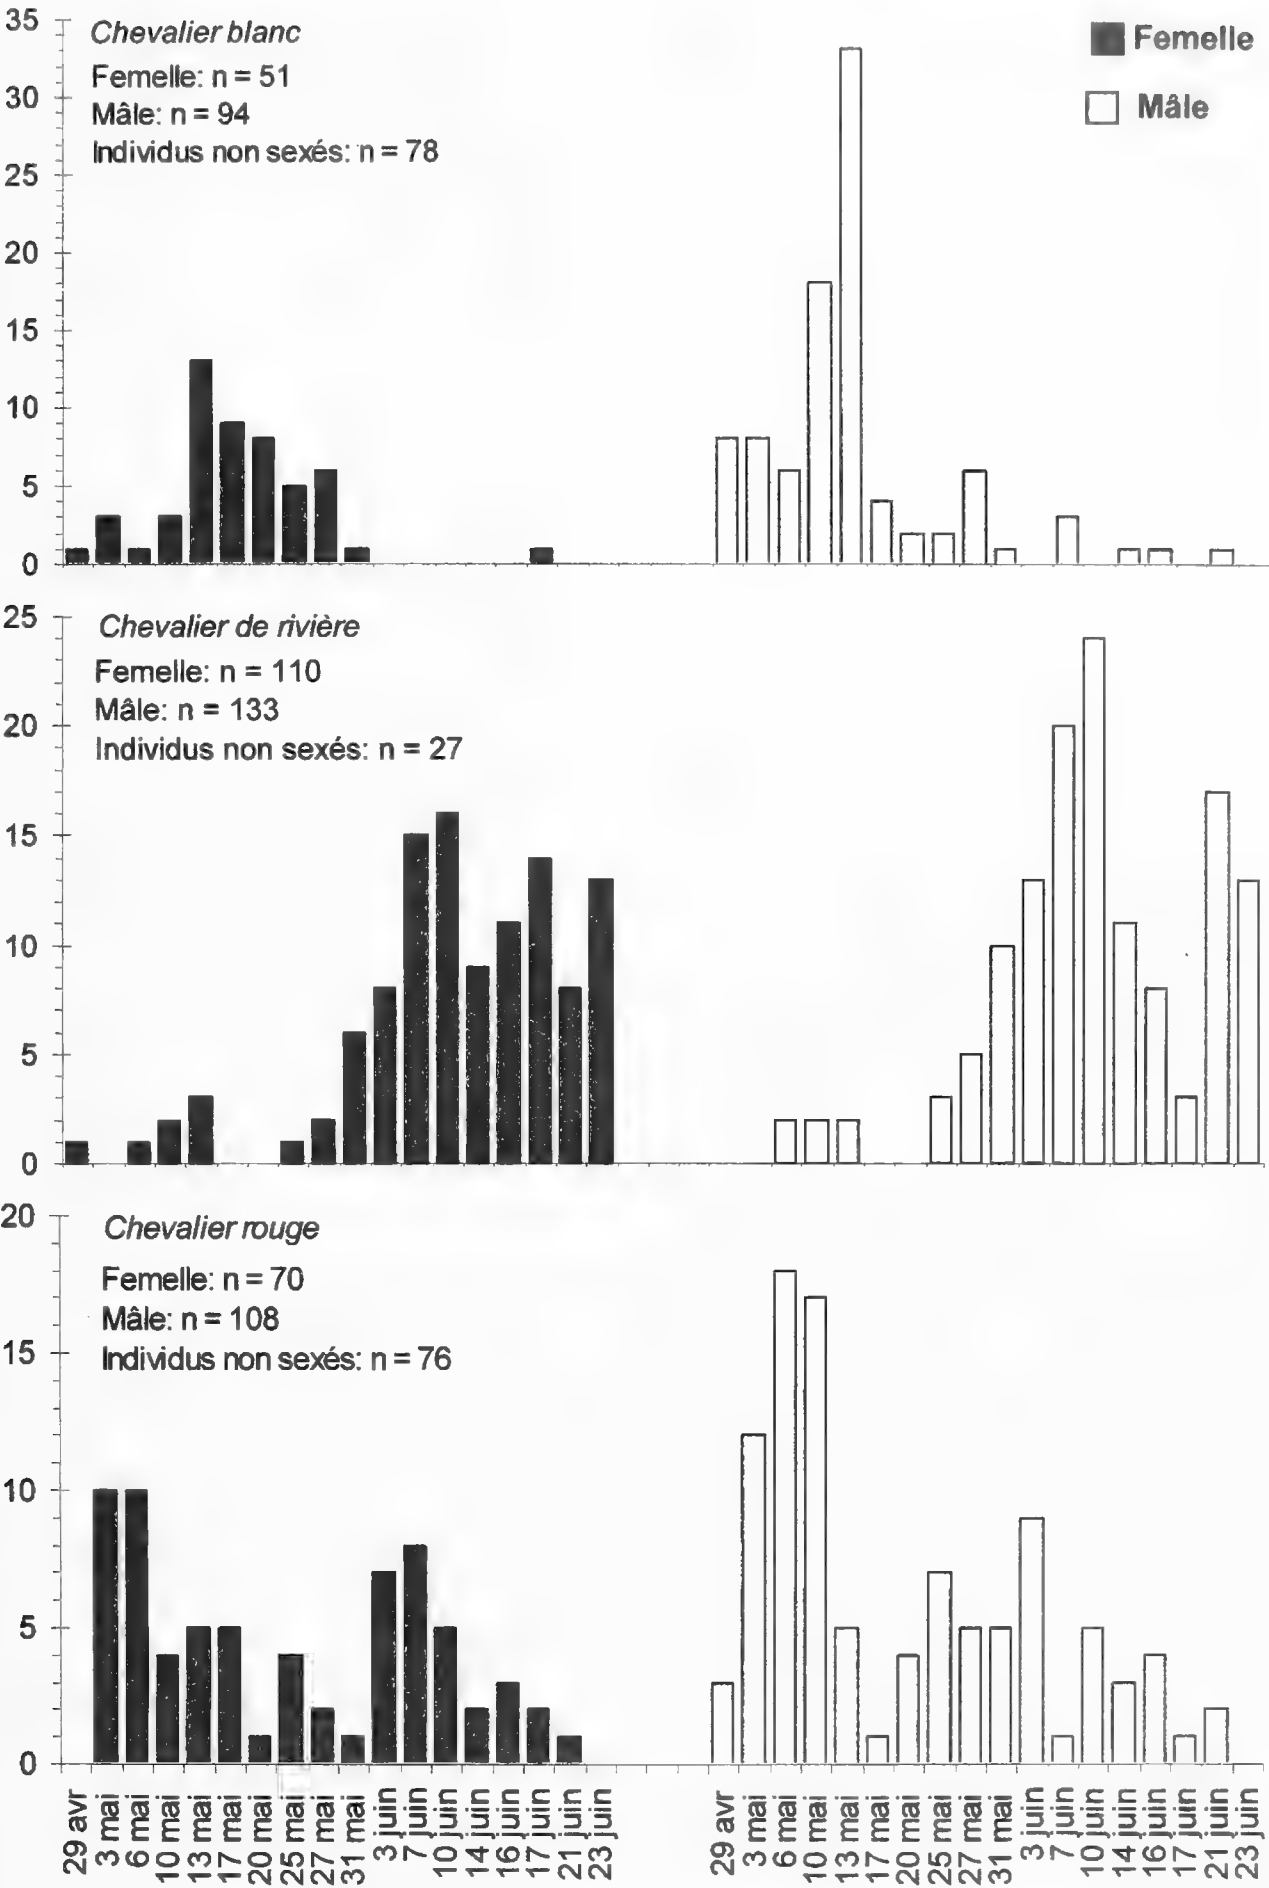 35
30
25
20
15
10
5
0
Chevalier blanc
Femelle: n = 51
Mâle: n = 94
Individus non sexés: n = 78
Femelle
Mâle
25
20
15
10
5
0
Chevalier de rivière
Femelle: n = 110
Mâle: n = 133
Individus non sexés: n = 27
20
15
10
5
0
Chevalier rouge
Femelle: n = 70
Mâle: n = 108
Individus non sexés: n = 76
29 avr
3 mai
6 mai
10 mai
13 mai
17 mai
20 mai
25 mai
27 mai
31 mai
3 juin
7 juin
10 juin
14 juin
16 juin
17 juin
21 juin
23 juin
29 avr
3 mai
6 mai
10 mai
13 mai
17 mai
20 mai
25 mai
27 mai
31 mai
3 juin
7 juin
10 juin
14 juin
16 juin
17 juin
21 juin
23 juin